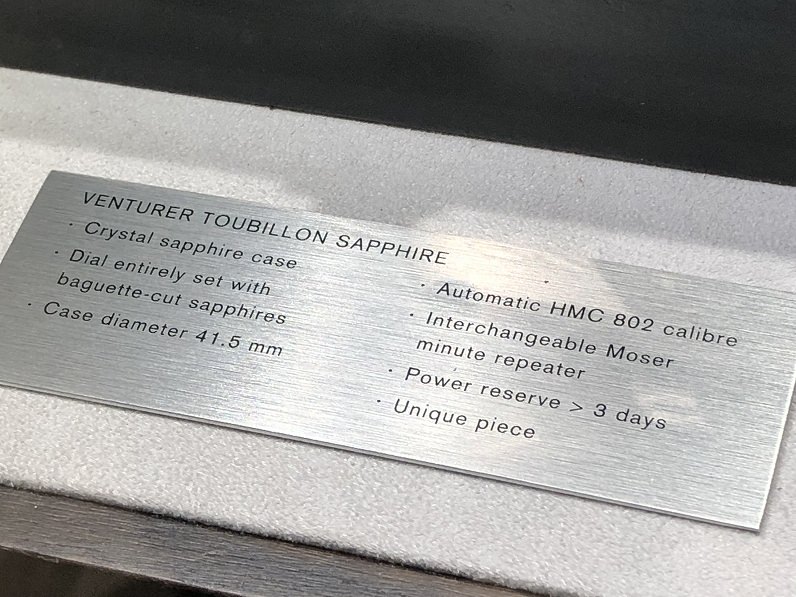 VENTURER TOUBILLON SAPPHIRE
· Crystal sapphire case
· Dial entirely set with
baguette-cut sapphires
· Case diameter 41.5 mm
· Automatic HMC 802 calibre
· Interchangeable Moser
minute repeater
· Power reserve > 3 days
· Unique piece